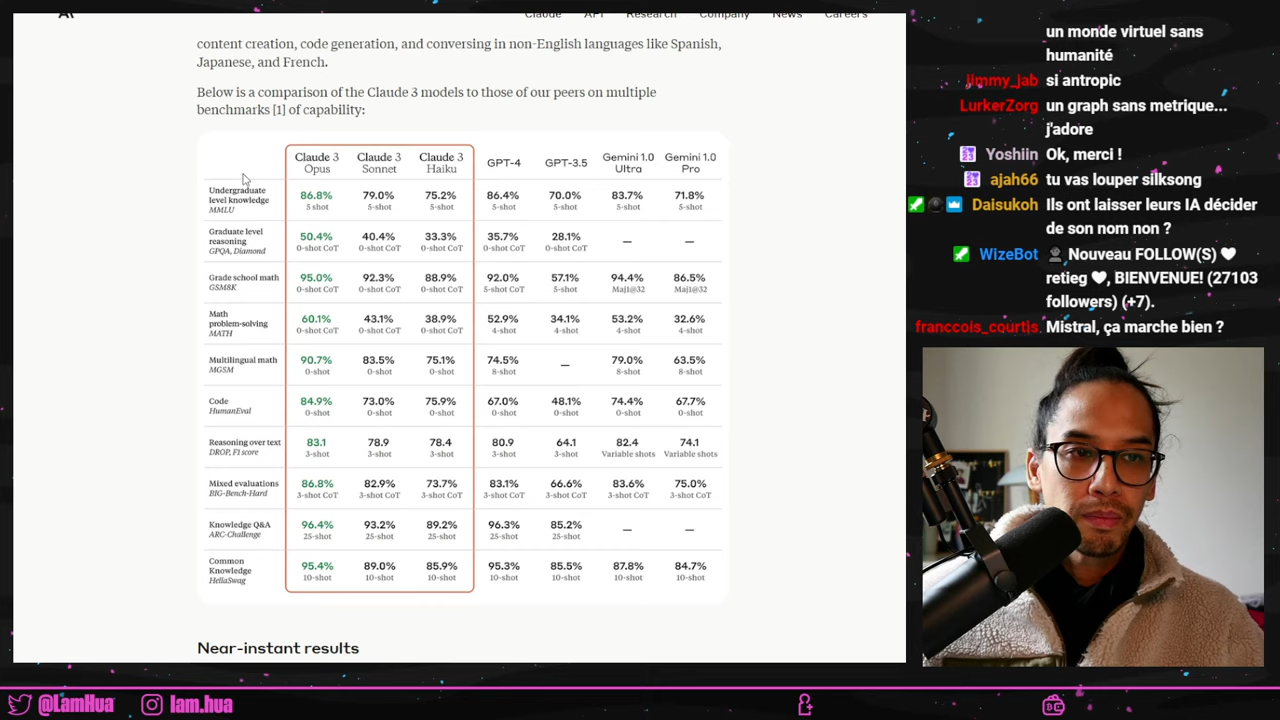 Claude API Research Company News Careers
content creation, code generation, and conversing in non-English languages like Spanish,
Japanese, and French.
Below is a comparison of the Claude 3 models to those of our peers on multiple
benchmarks [1] of capability:
Claude 3 Opus Claude 3 Sonnet Claude 3 Haiku GPT-4 GPT-3.5 Gemini 1.0 Ultra Gemini 1.0 Pro
Undergraduate level knowledge MMLU 86.8% 79.0% 75.2% 86.4% 70.0% 83.7% 71.8%
5 shot 5-shot 5-shot 5-shot 5-shot 5-shot 5-shot
Graduate level reasoning GPQA, Diamond 50.4% 40.4% 33.3% 35.7% 28.1% — —
0-shot CoT 0-shot CoT 0-shot CoT 0-shot CoT 0-shot CoT
Grade school math GSM8K 95.0% 92.3% 88.9% 92.0% 57.1% 94.4% 86.5%
0-shot CoT 0-shot CoT 0-shot CoT 5-shot CoT 5-shot Maj1@32 Maj1@32
Math problem-solving MATH 60.1% 43.1% 38.9% 52.9% 34.1% 53.2% 32.6%
0-shot CoT 0-shot CoT 0-shot CoT 4-shot 4-shot 4-shot 4-shot
Multilingual math MGSM 90.7% 83.5% 75.1% 74.5% — 79.0% 63.5%
0-shot 0-shot 0-shot 8-shot 8-shot 8-shot
Code HumanEval 84.9% 73.0% 75.9% 67.0% 48.1% 74.4% 67.7%
0-shot 0-shot 0-shot 0-shot 0-shot 0-shot 0-shot
Reasoning over text DROP, F1 score 83.1 78.9 78.4 80.9 64.1 82.4 74.1
3-shot 3-shot 3-shot 3-shot 3-shot Variable shots Variable shots
Mixed evaluations BIG-Bench-Hard 86.8% 82.9% 73.7% 83.1% 66.6% 83.6% 75.0%
3-shot CoT 3-shot CoT 3-shot CoT 3-shot CoT 3-shot CoT 3-shot CoT 3-shot CoT
Knowledge Q&A ARC-Challenge 96.4% 93.2% 89.2% 96.3% 85.2% — —
25-shot 25-shot 25-shot 25-shot 25-shot
Common Knowledge HellaSwag 95.4% 89.0% 85.9% 95.3% 85.5% 87.8% 84.7%
10-shot 10-shot 10-shot 10-shot 10-shot 10-shot 10-shot
Near-instant results
un monde virtuel sans
humanité
jimmy_jab si antropic
LurkerZorg un graph sans metrique...
j'adore
Yoshiin Ok, merci !
ajah66 tu vas louper silksong
Daisukoh Ils ont laisser leurs IA décider
de son nom non ?
WizeBot Nouveau FOLLOW(S)
retieg , BIENVENUE! (27103
followers) (+7).
franccois_courtis Mistral, ça marche bien ?
@LamHua lam.hua